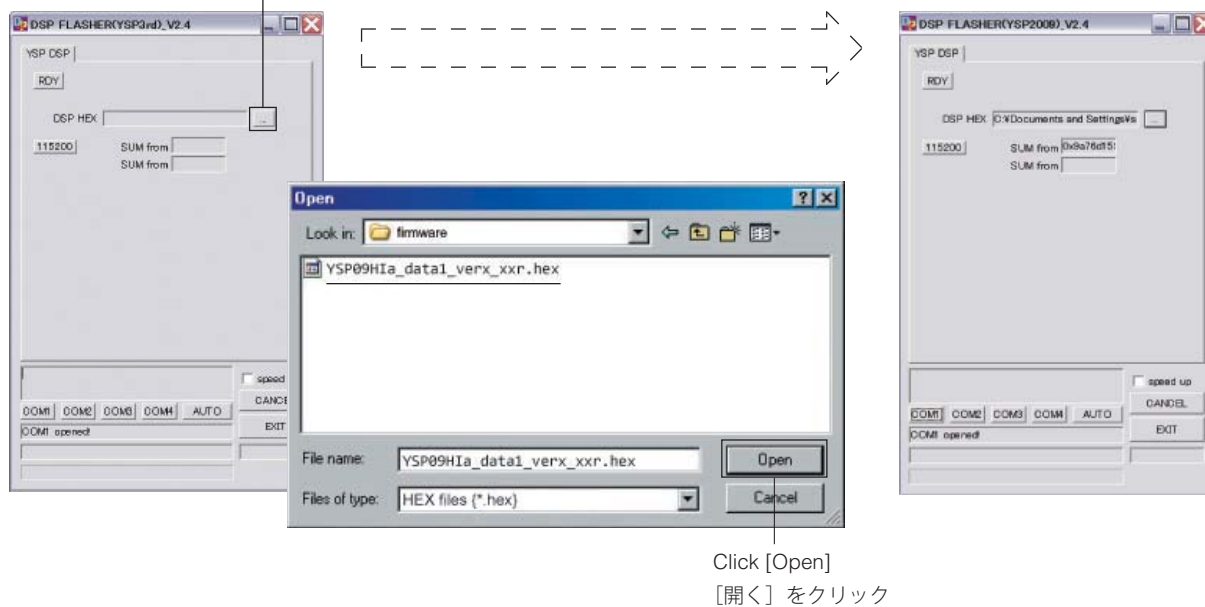 DSP FLASHER(YSP3rd)_V2.4
YSP DSP
RDY
DSP HEX
...
115200
SUM from
SUM from
speed
COM1 COM2 COM3 COM4 AUTO
COM1 opened!
EXIT
Open
Look in: firmware
YSP09HIa_data1_verx_xxr.hex
File name: YSP09HIa_data1_verx_xxr.hex
Open
Files of type: HEX files (*.hex)
Cancel
Click [Open]
［開く］をクリック
DSP FLASHER(YSP2009)_V2.4
YSP DSP
RDY
DSP HEX C:¥Documents and Settings¥s
...
115200
SUM from 0x9a76d15
SUM from
speed up
CANCEL
COM1 COM2 COM3 COM4 AUTO
EXIT
COM1 opened!